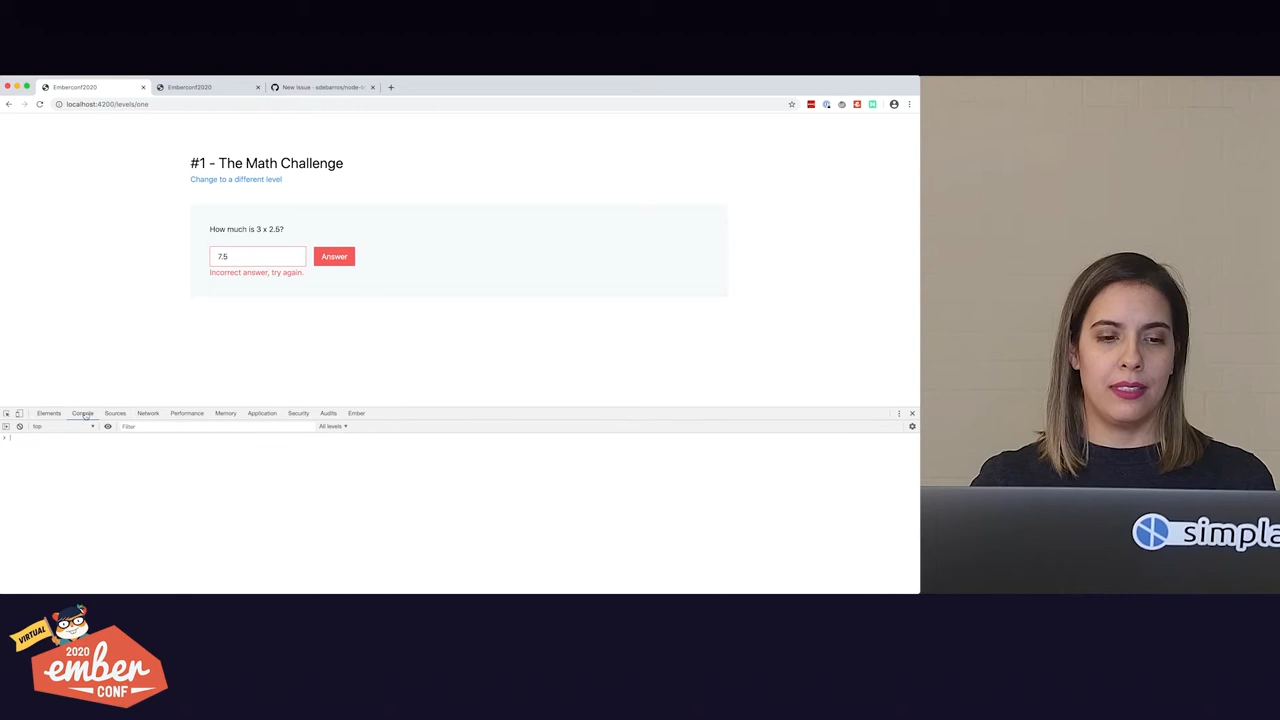 Emberconf2020
Emberconf2020
New Issue · sdebarros/node-
localhost:4200/levels/one
#1 - The Math Challenge
Change to a different level
How much is 3 x 2.5?
7.5
Answer
Incorrect answer, try again.
Elements Console Sources Network Performance Memory Application Security Audits Ember
top
Filter
All levels
simpla
VIRTUAL
2020
ember
CONF